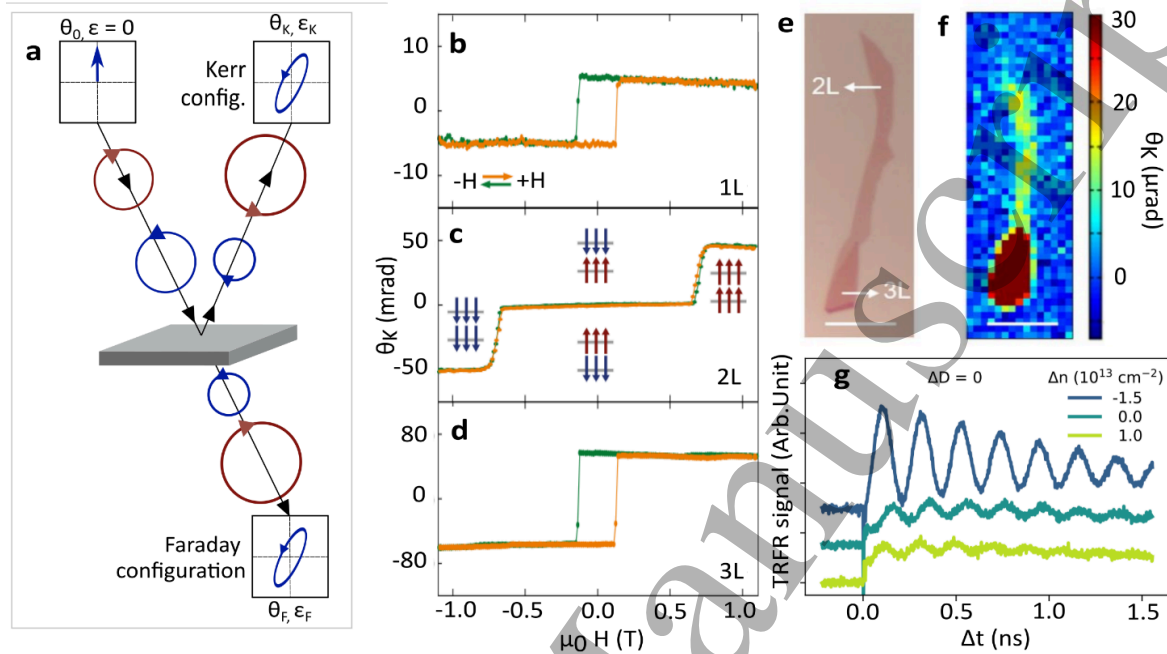 a
θ0, ε = 0
θK, εK
Kerr
config.
Faraday
configuration
θF, εF
b
10
0
-10
-H
+H
1L
c
50
0
-50
θK (mrad)
2L
d
80
0
-80
3L
-1.0
-0.5
0.0
0.5
1.0
μ0 H (T)
e
2L
3L
f
30
20
10
0
θK (μrad)
g
ΔD = 0
Δn (10¹³ cm⁻²)
-1.5
0.0
1.0
TRFR signal (Arb.Unit)
0.0
0.5
1.0
1.5
Δt (ns)